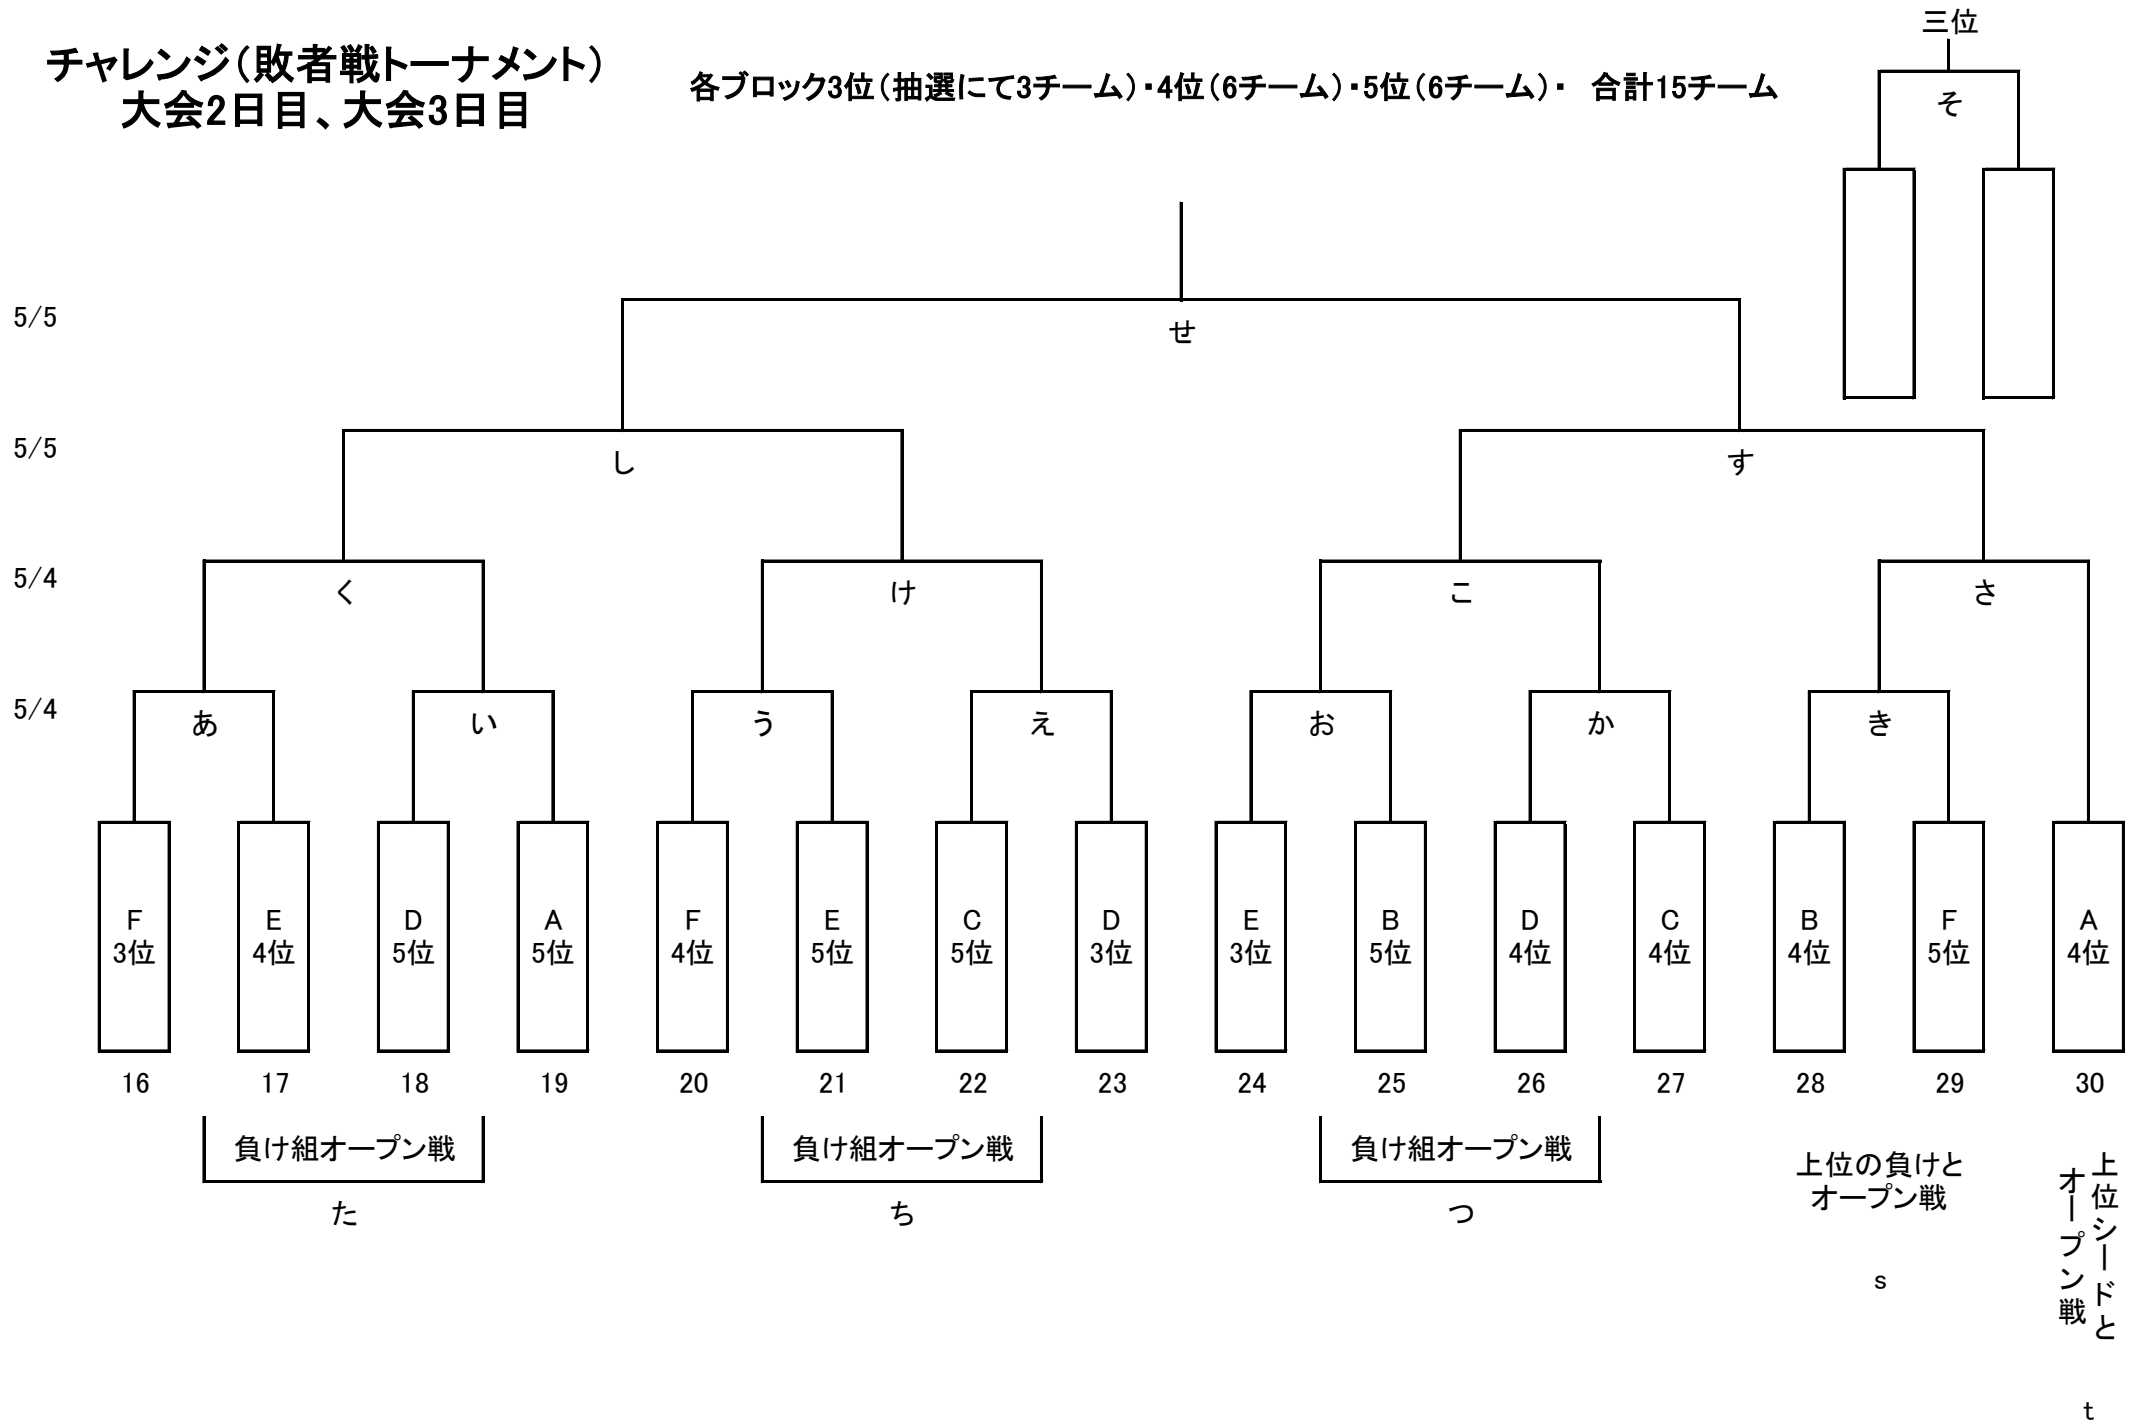 三位
チャレンジ（敗者戦トーナメント）
大会2日目、大会3日目
各ブロック3位（抽選にて3チーム）・4位（6チーム）・5位（6チーム）・　合計15チーム
そ
5/5
せ
5/5
し
す
5/4
く
け
こ
さ
5/4
あ
い
う
え
お
か
き
F
3位
E
4位
D
5位
A
5位
F
4位
E
5位
C
5位
D
3位
E
3位
B
5位
D
4位
C
4位
B
4位
F
5位
A
4位
16
17
18
19
20
21
22
23
24
25
26
27
28
29
30
負け組オープン戦
負け組オープン戦
負け組オープン戦
上位の負けと
オープン戦
上位シードと
オープン戦
た
ち
つ
s
t